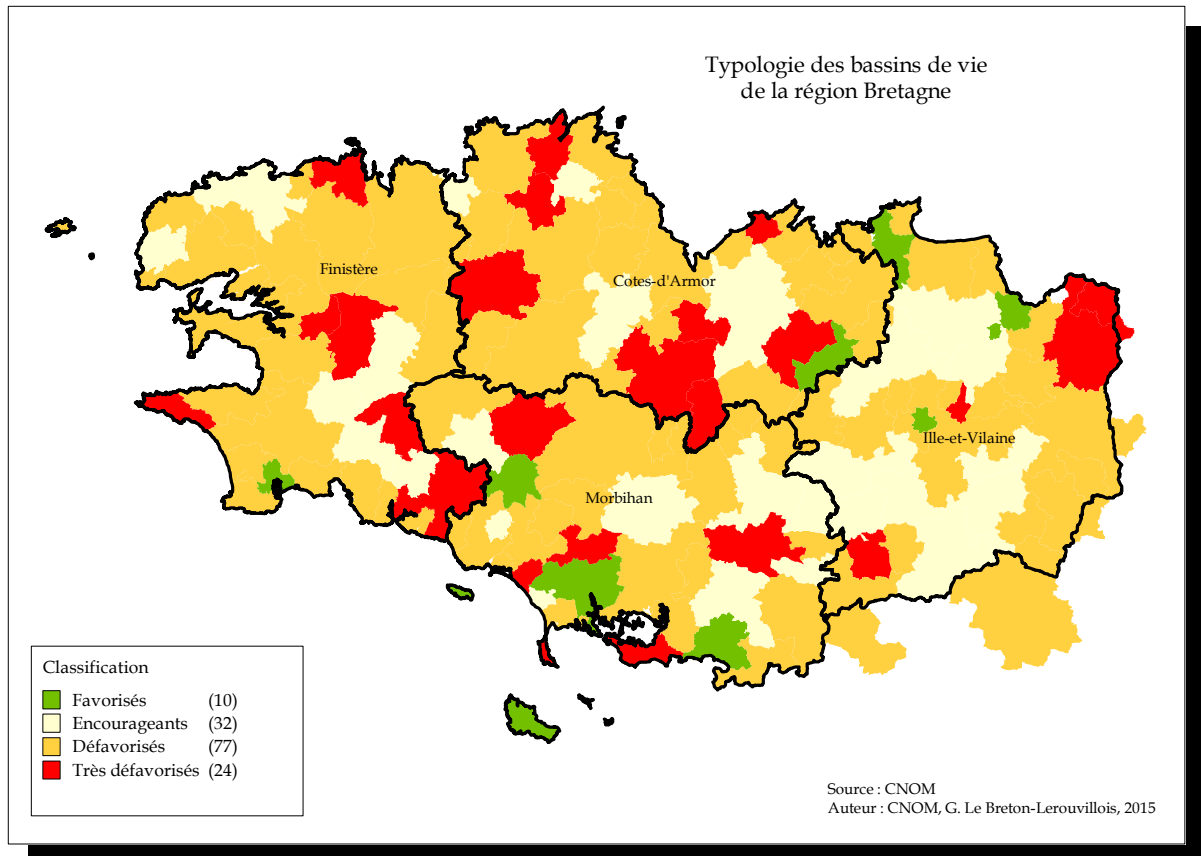 Typologie des bassins de vie
de la région Bretagne
Finistère
Cotes-d'Armor
Ille-et-Vilaine
Morbihan
Classification
Favorisés (10)
Encourageants (32)
Défavorisés (77)
Très défavorisés (24)
Source : CNOM
Auteur : CNOM, G. Le Breton-Lerouvillois, 2015